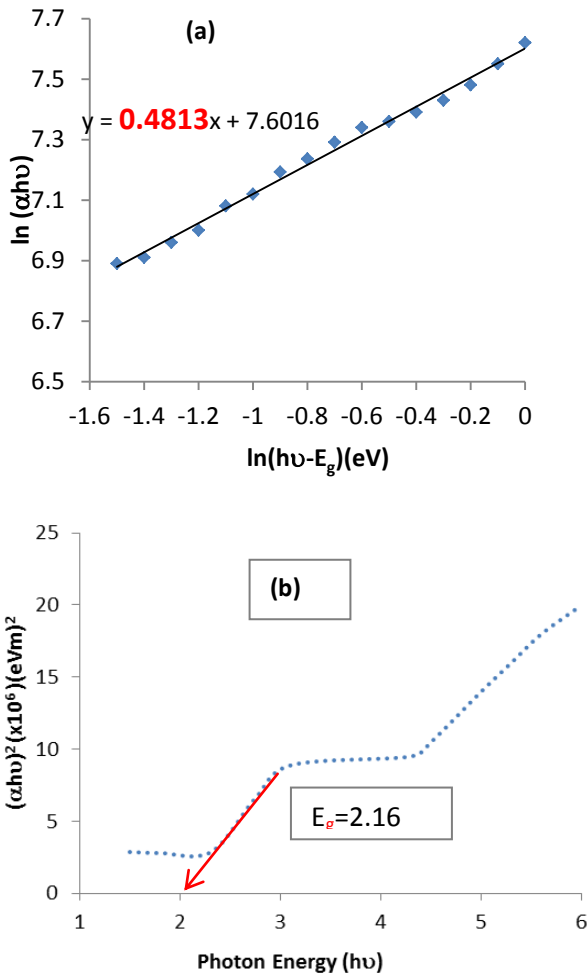 (a)
7.7
7.5
7.3
7.1
6.9
6.7
6.5
ln (αhυ)
y = 0.4813x + 7.6016
-1.6 -1.4 -1.2 -1 -0.8 -0.6 -0.4 -0.2 0
ln(hυ-Eg)(eV)
(b)
25
20
15
10
5
0
(αhυ)² (x10⁶)(eVm)²
Eg=2.16
1 2 3 4 5 6
Photon Energy (hυ)